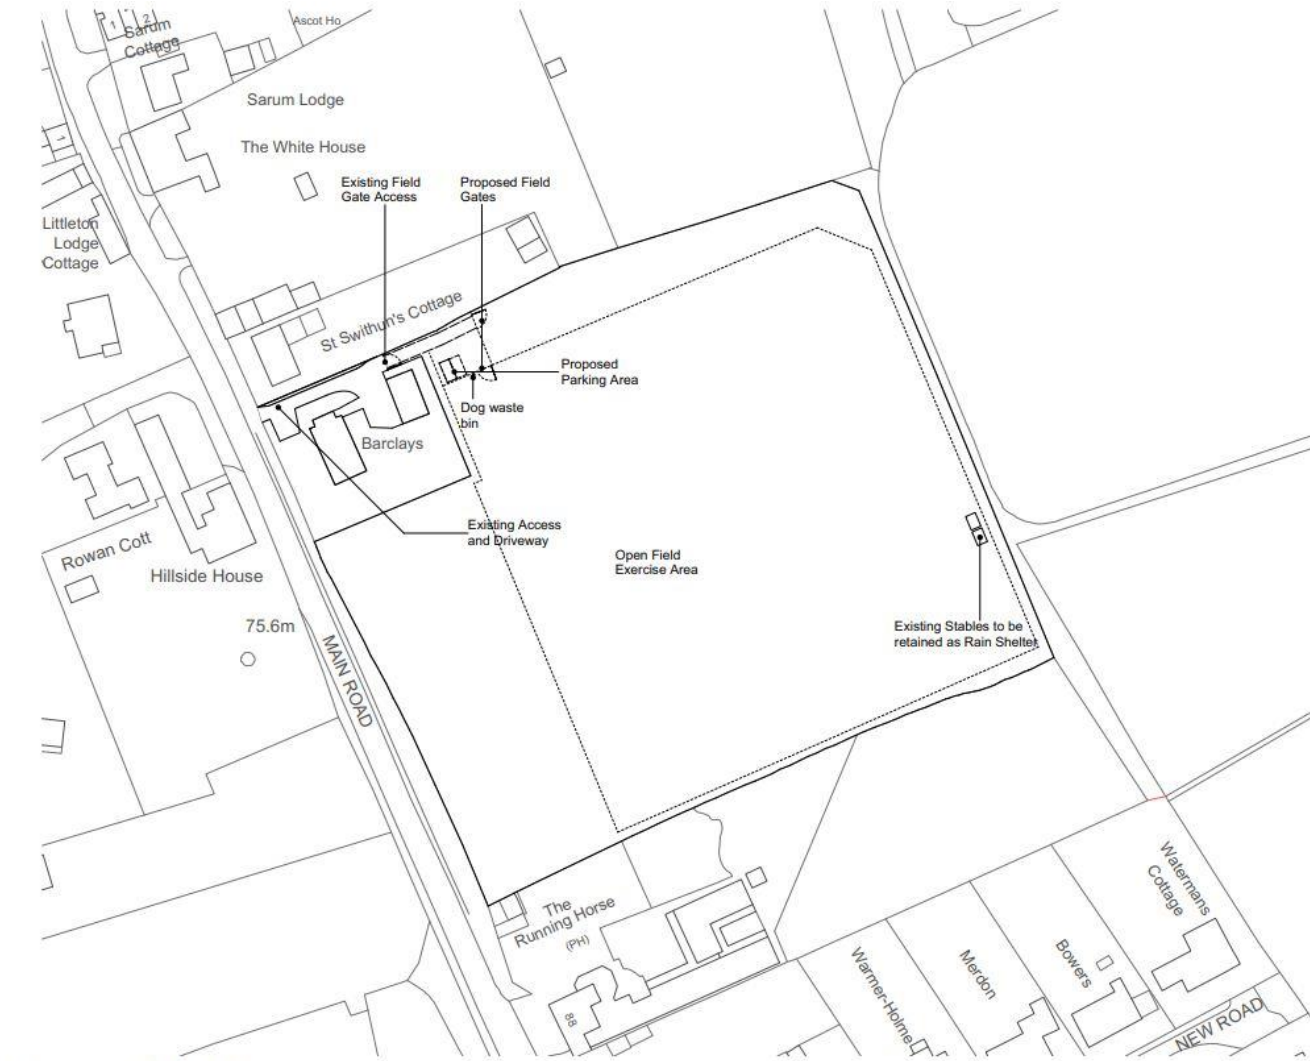 Ascot Ho
1
2
Sarum
Cottage
Sarum Lodge
1
The White House
Existing Field
Gate Access
Proposed Field
Gates
Littleton
Lodge
Cottage
St Swithun's Cottage
Proposed
Parking Area
Dog waste
bin
Barclays
Existing Access
and Driveway
Rowan Cott
Hillside House
Open Field
Exercise Area
75.6m
Existing Stables to be
retained as Rain Shelter
MAIN ROAD
The
Running Horse
(PH)
88
Watermans
Cottage
Bowers
Merdon
Warmer-Holme
NEW ROAD